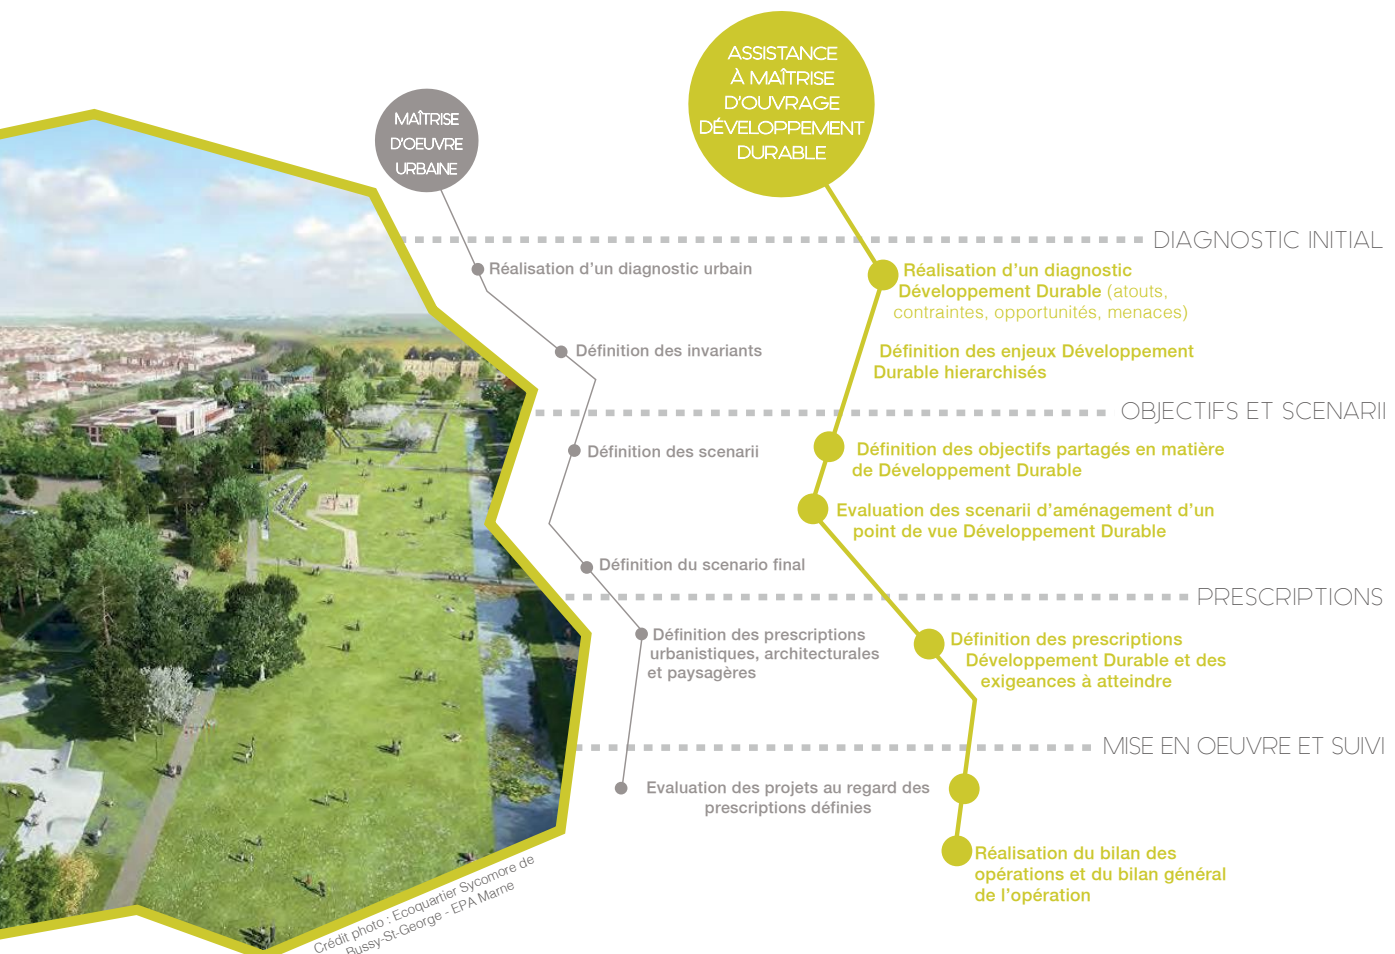 MAÎTRISE
D'OEUVRE
URBAINE
ASSISTANCE
À MAÎTRISE
D'OUVRAGE
DÉVELOPPEMENT
DURABLE
DIAGNOSTIC INITIAL
Réalisation d'un diagnostic urbain
Réalisation d'un diagnostic
Développement Durable (atouts,
contraintes, opportunités, menaces)
Définition des invariants
Définition des enjeux Développement
Durable hierarchisés
OBJECTIFS ET SCENARII
Définition des scenarii
Définition des objectifs partagés en matière
de Développement Durable
Evaluation des scenarii d'aménagement d'un
point de vue Développement Durable
Définition du scenario final
PRESCRIPTIONS
Définition des prescriptions
urbanistiques, architecturales
et paysagères
Définition des prescriptions
Développement Durable et des
exigeances à atteindre
MISE EN OEUVRE ET SUIVI
Evaluation des projets au regard des
prescriptions définies
Réalisation du bilan des
opérations et du bilan général
de l'opération
Crédit photo : Ecoquartier Sycomore de
Bussy-St-George - EPA Marne